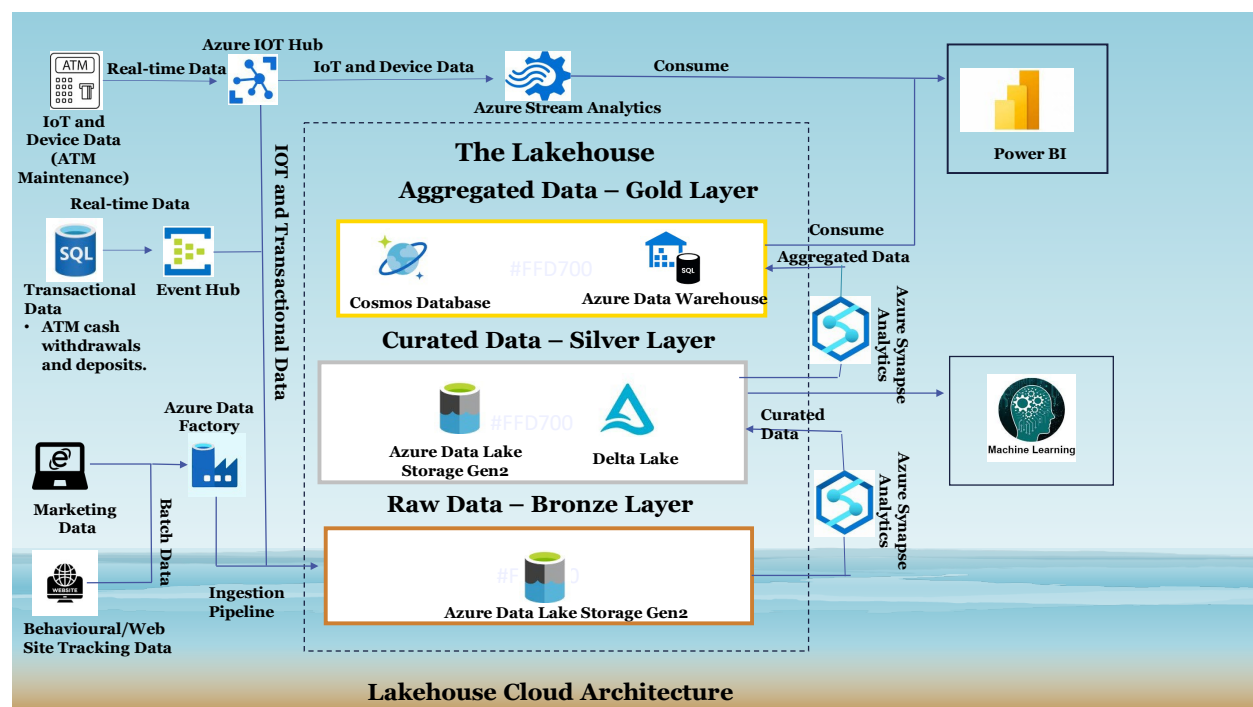 Azure IOT Hub
ATM
Real-time Data
IoT and Device Data
Consume
Azure Stream Analytics
IoT and
Device Data
(ATM
Maintenance)
Power BI
The Lakehouse
Aggregated Data – Gold Layer
IOT and Transactional Data
Real-time Data
SQL
Event Hub
Transactional
Data
• ATM cash
withdrawals
and deposits.
#FFD700
Cosmos Database
SQL
Azure Data Warehouse
Consume
Aggregated Data
Azure Synapse
Analytics
Curated Data – Silver Layer
#FFD700
Azure Data Lake
Storage Gen2
Delta Lake
Curated
Data
Machine Learning
Azure Synapse
Analytics
Azure Data
Factory
Marketing
Data
Batch Data
WEBSITE
Behavioural/Web
Site Tracking Data
Ingestion
Pipeline
Raw Data – Bronze Layer
Azure Data Lake Storage Gen2
Lakehouse Cloud Architecture